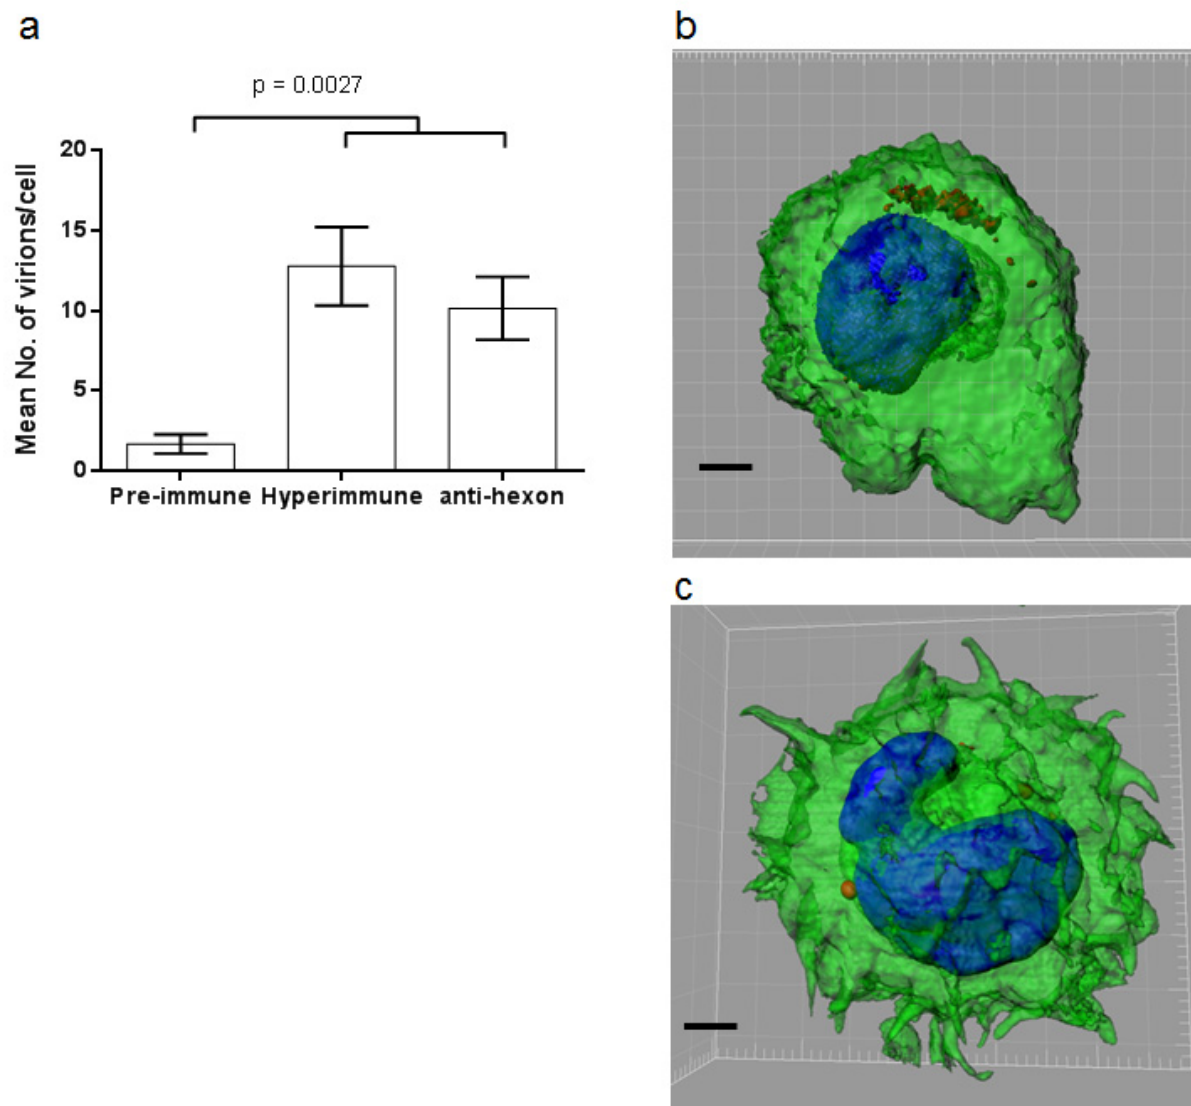 a
p = 0.0027
Mean No. of virions/cell
20
15
10
5
0
Pre-immune Hyperimmune anti-hexon
b
c